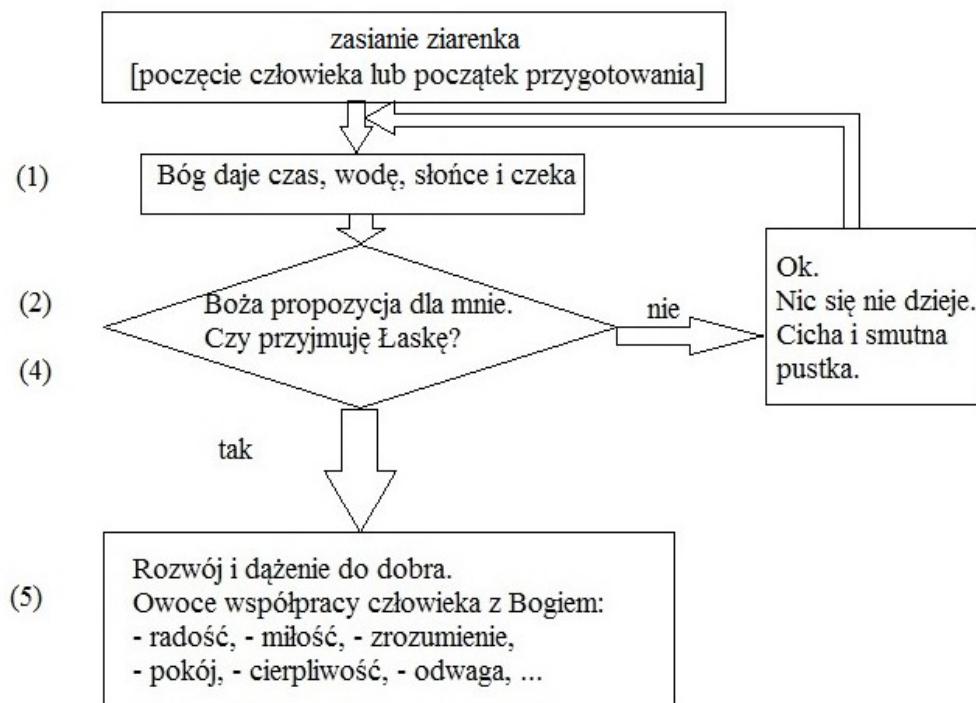 zasianie ziarenka
[poczęcie człowieka lub początek przygotowania]
(1)
Bóg daje czas, wodę, słońce i czeka
(2)
(4)
Boża propozycja dla mnie.
Czy przyjmuję Łaskę?
nie
Ok.
Nic się nie dzieje.
Cicha i smutna
pustka.
tak
(5)
Rozwój i dążenie do dobra.
Owoce współpracy człowieka z Bogiem:
- radość, - miłość, - zrozumienie,
- pokój, - cierpliwość, - odwaga, ...